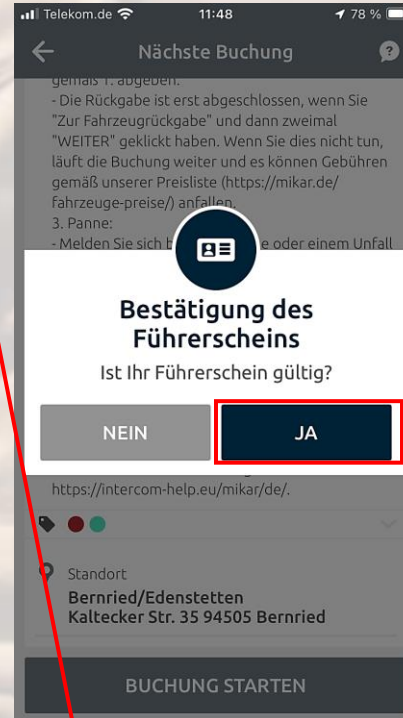 Telekom.de
11:48
78 %
Nächste Buchung
?
gemäß 1. abgeben.
- Die Rückgabe ist erst abgeschlossen, wenn Sie
"Zur Fahrzeugrückgabe" und dann zweimal
"WEITER" geklickt haben. Wenn Sie dies nicht tun,
läuft die Buchung weiter und es können Gebühren
gemäß unserer Preisliste (https://mikar.de/
fahrzeuge-preise/) anfallen.
3. Panne:
- Melden Sie sich oder einem Unfall
Bestätigung des
Führerscheins
Ist Ihr Führerschein gültig?
NEIN
JA
https://intercom-help.eu/mikar/de/.
Standort
Bernried/Edenstetten
Kaltecker Str. 35 94505 Bernried
BUCHUNG STARTEN